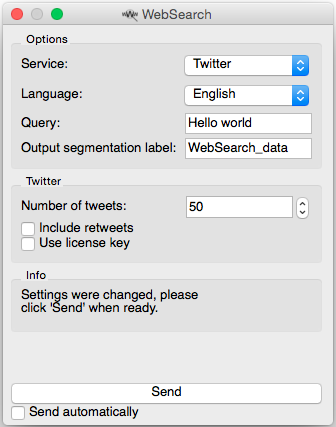 WebSearch
Options
Service: Twitter
Language: English
Query: Hello world
Output segmentation label: WebSearch_data
Twitter
Number of tweets: 50
Include retweets
Use license key
Info
Settings were changed, please
click 'Send' when ready.
Send
Send automatically